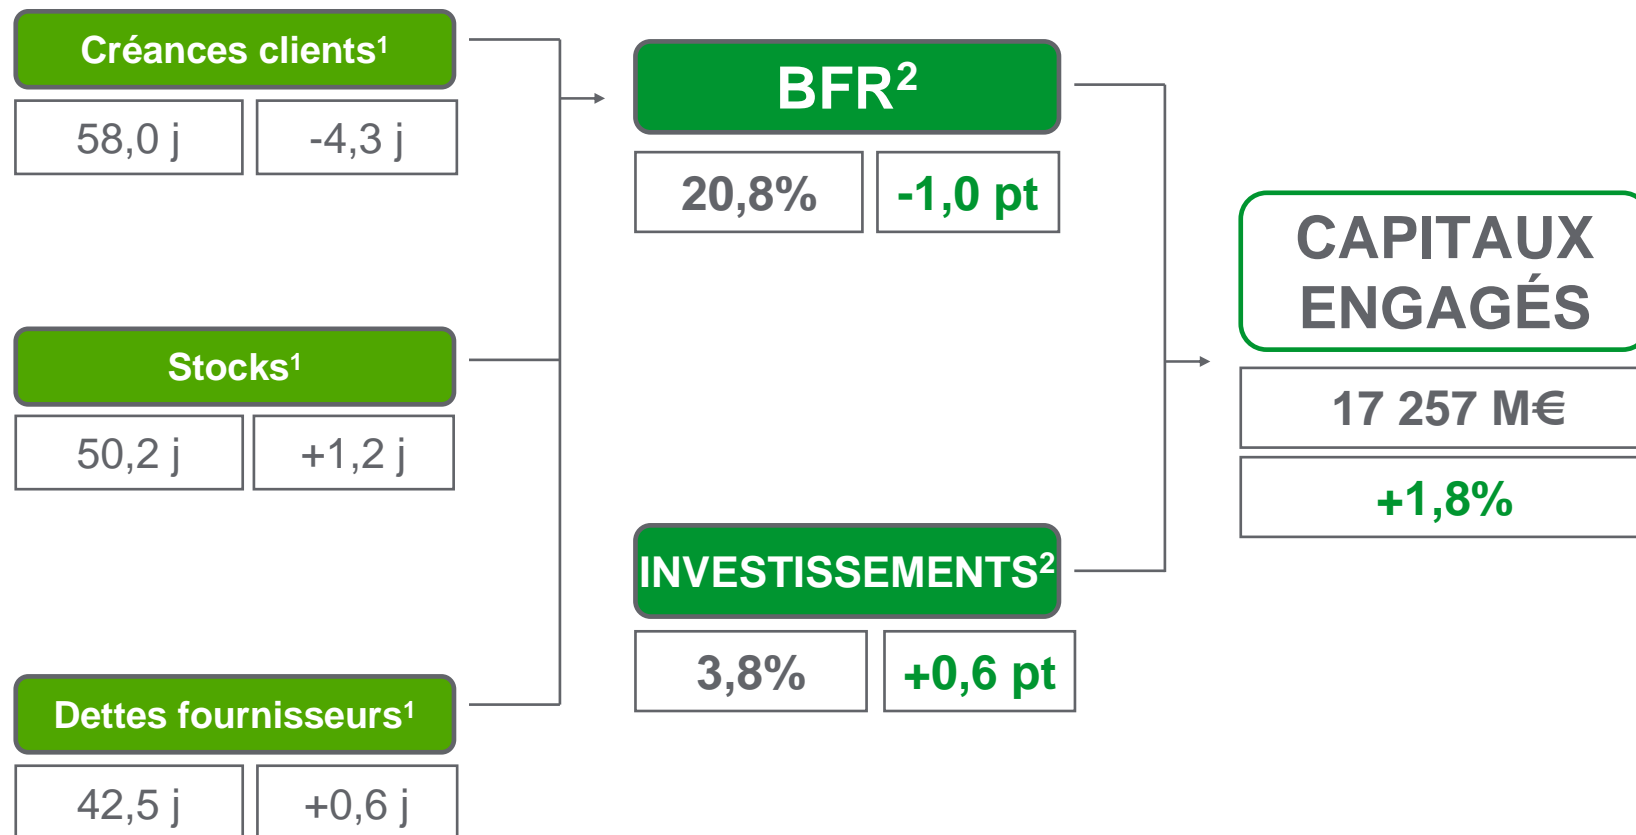 Créances clients¹
58,0 j
-4,3 j
Stocks¹
50,2 j
+1,2 j
Dettes fournisseurs¹
42,5 j
+0,6 j
BFR²
20,8%
-1,0 pt
INVESTISSEMENTS²
3,8%
+0,6 pt
CAPITAUX
ENGAGÉS
17 257 M€
+1,8%